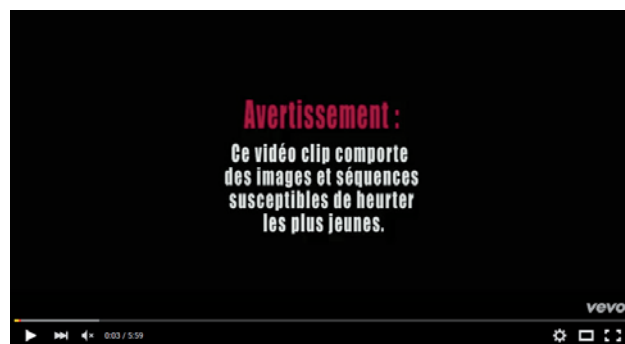 Avertissement :
Ce vidéo clip comporte
des images et séquences
susceptibles de heurter
les plus jeunes.
vevo
0:03 / 5:59